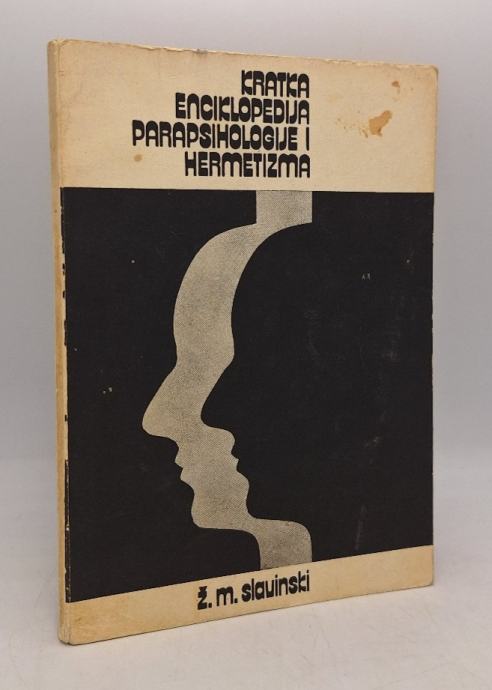 KRATKA
ENCIKLOPEDIJA
PARAPSIHOLOGIJE I
HERMETIZMA
ž. m. slavinski